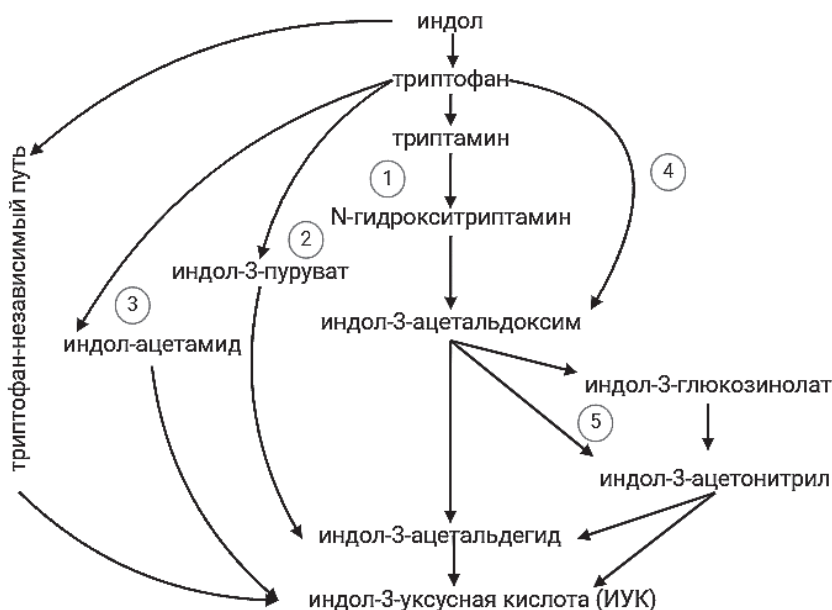 индол
триптофан
триптамин
1
4
N-гидрокситриптамин
2
индол-3-пуруват
3
индол-3-ацетальдоксим
индол-ацетамид
триптофан-независимый путь
индол-3-глюкозинолат
5
индол-3-ацетонитрил
индол-3-ацетальдегид
индол-3-уксусная кислота (ИУК)